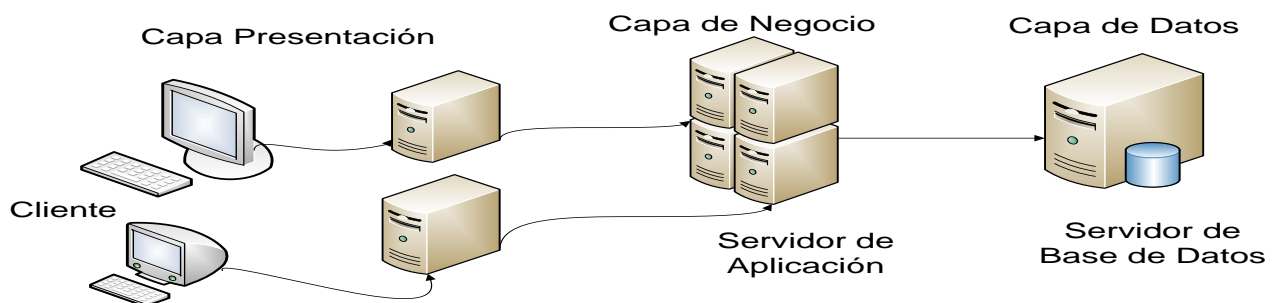 Capa Presentación
Capa de Negocio
Capa de Datos
Cliente
Servidor de
Aplicación
Servidor de
Base de Datos